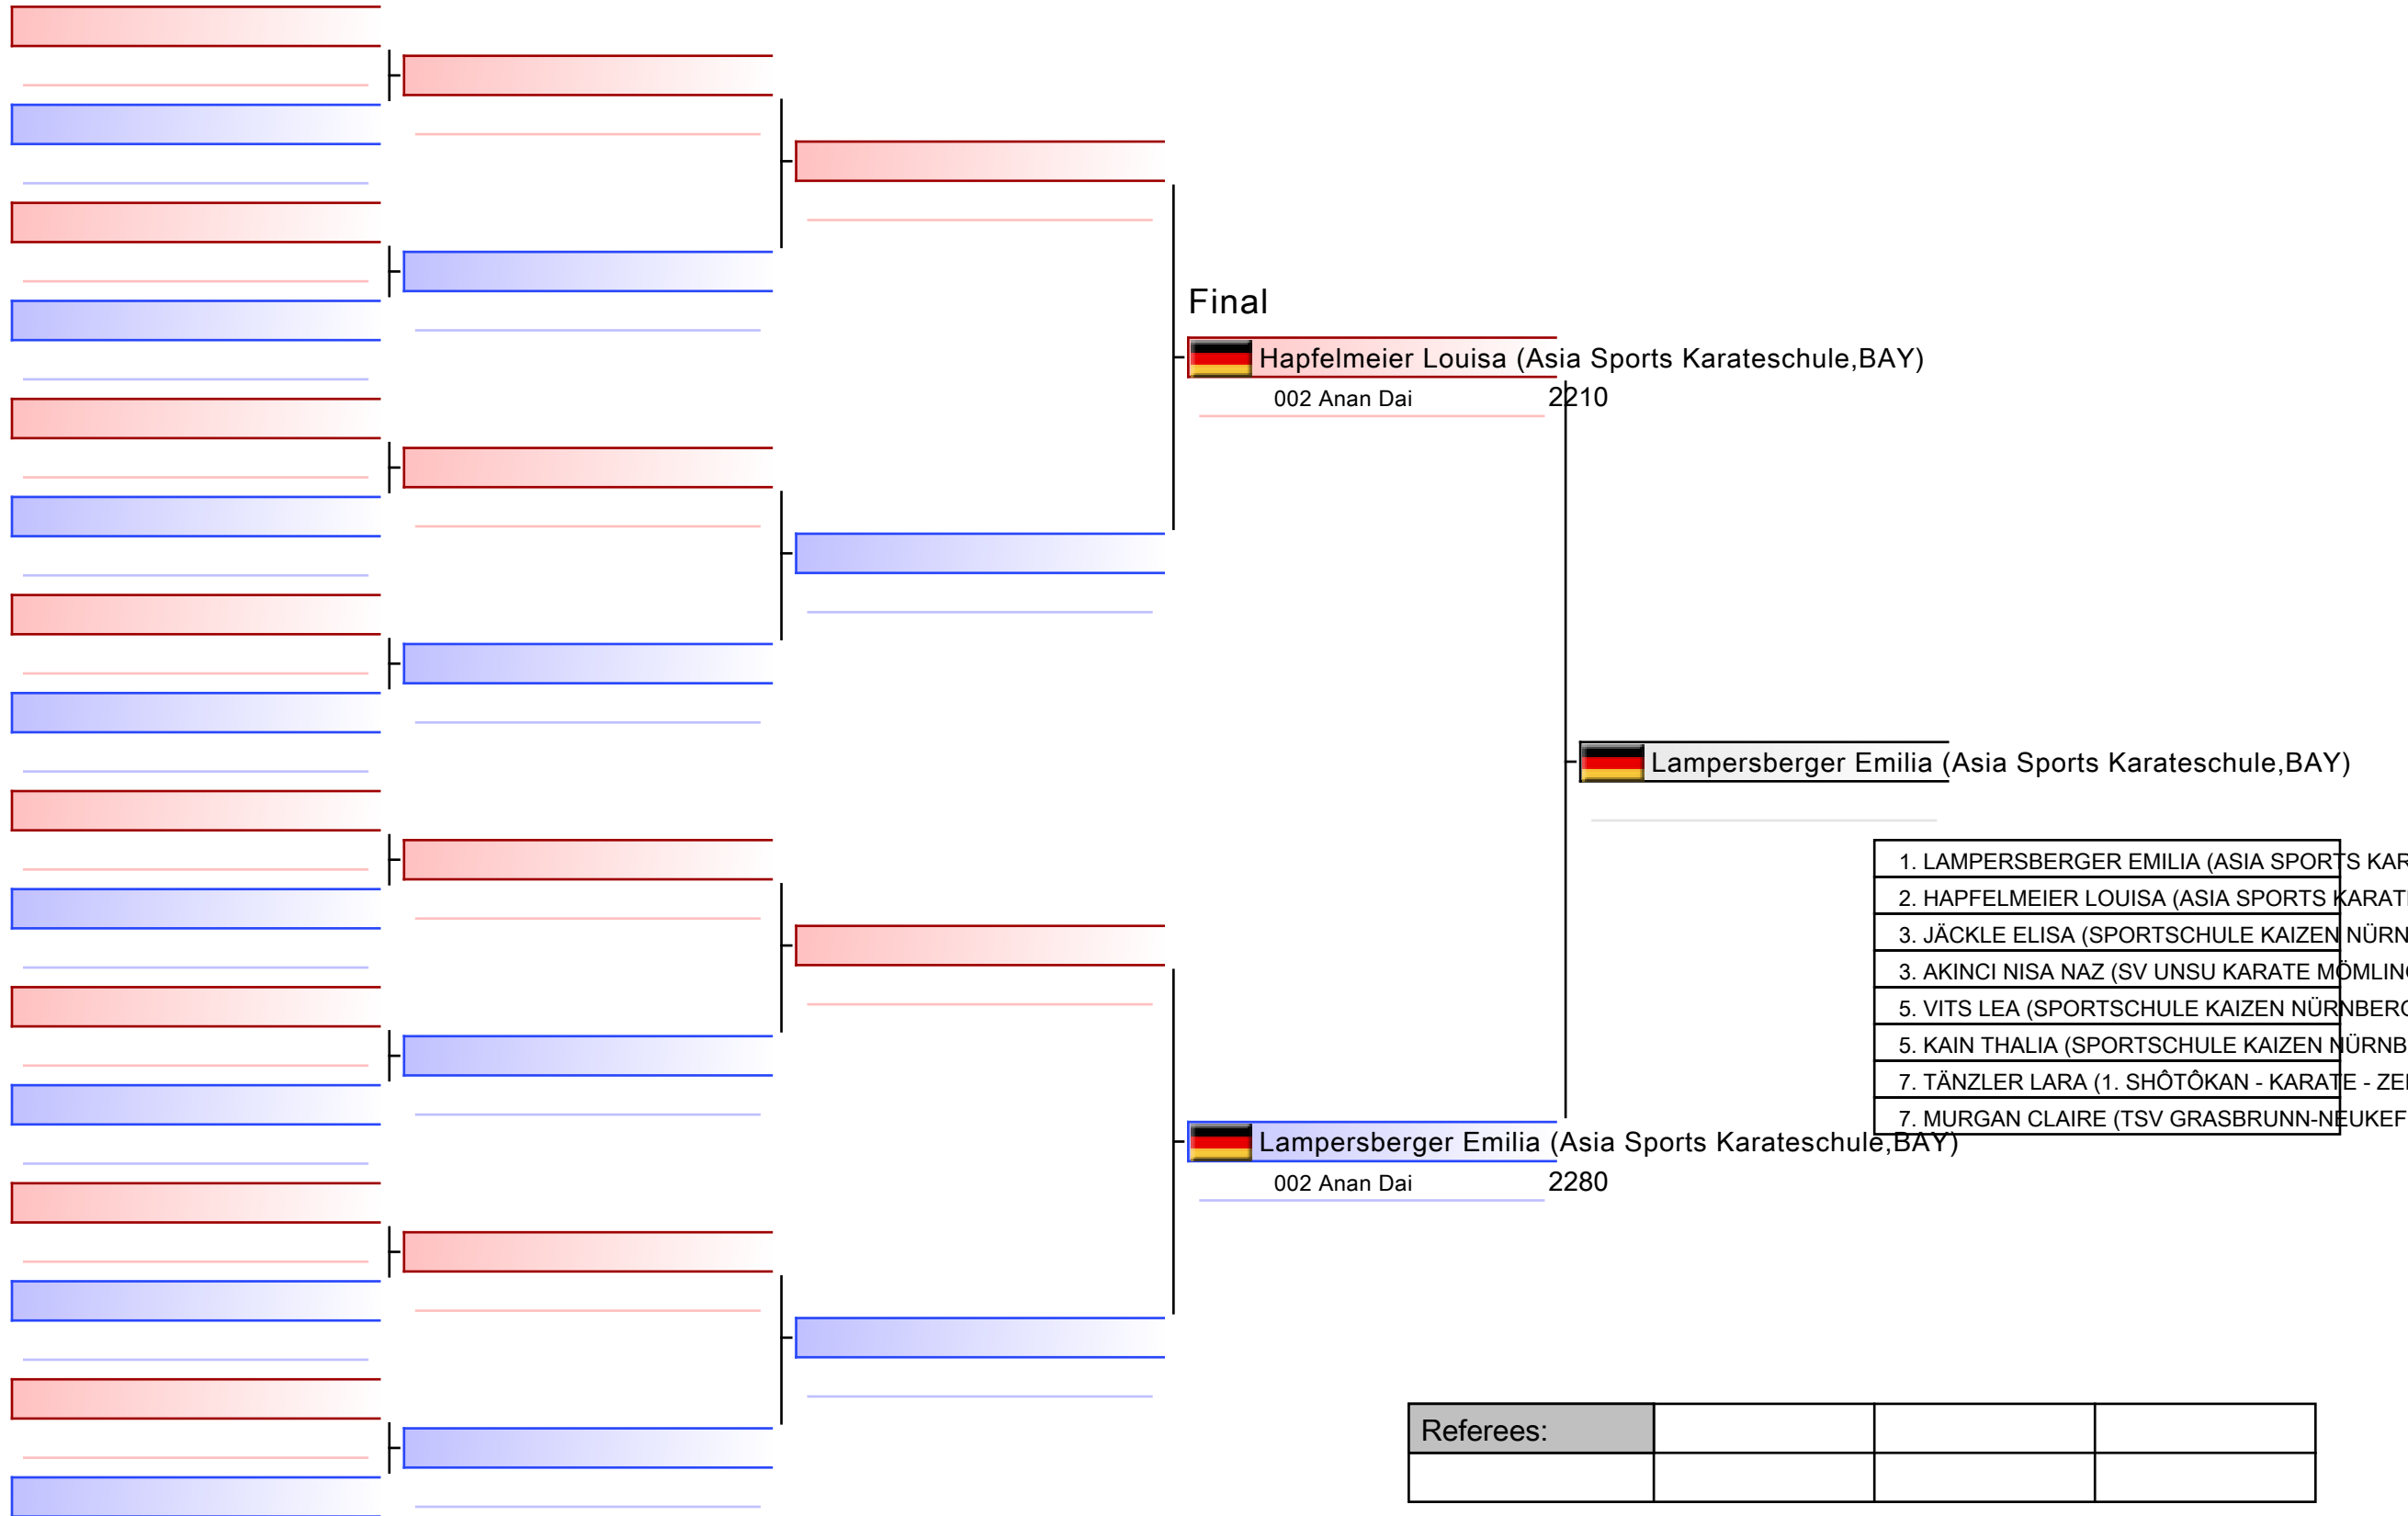 Final
Hapfelmeier Louisa (Asia Sports Karateschule,BAY)
002 Anan Dai 2210
Lampersberger Emilia (Asia Sports Karateschule,BAY)
1. LAMPERSBERGER EMILIA (ASIA SPORTS KAR
2. HAPFELMEIER LOUISA (ASIA SPORTS KARAT
3. JÄCKLE ELISA (SPORTSCHULE KAIZEN NÜRN
3. AKINCI NISA NAZ (SV UNSU KARATE MÖMLIN
5. VITS LEA (SPORTSCHULE KAIZEN NÜRNBERG
5. KAIN THALIA (SPORTSCHULE KAIZEN NÜRNB
7. TÄNZLER LARA (1. SHÔTÔKAN - KARATE - ZE
7. MURGAN CLAIRE (TSV GRASBRUNN-NEUKEF
Lampersberger Emilia (Asia Sports Karateschule,BAY)
002 Anan Dai 2280
Referees: